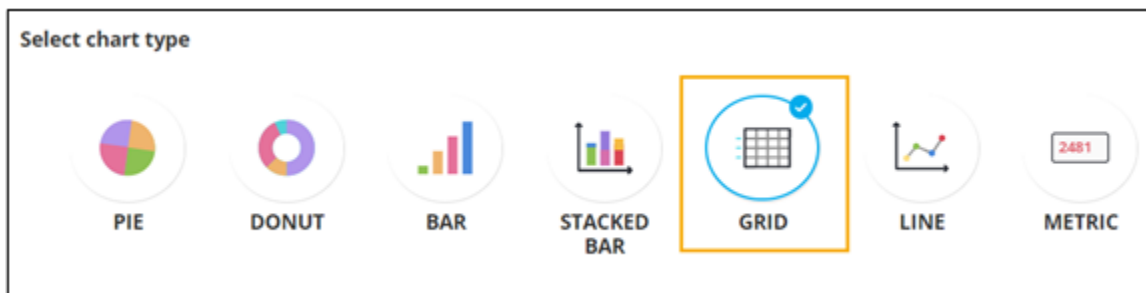 Select chart type
2481
PIE
DONUT
BAR
STACKED
BAR
GRID
LINE
METRIC